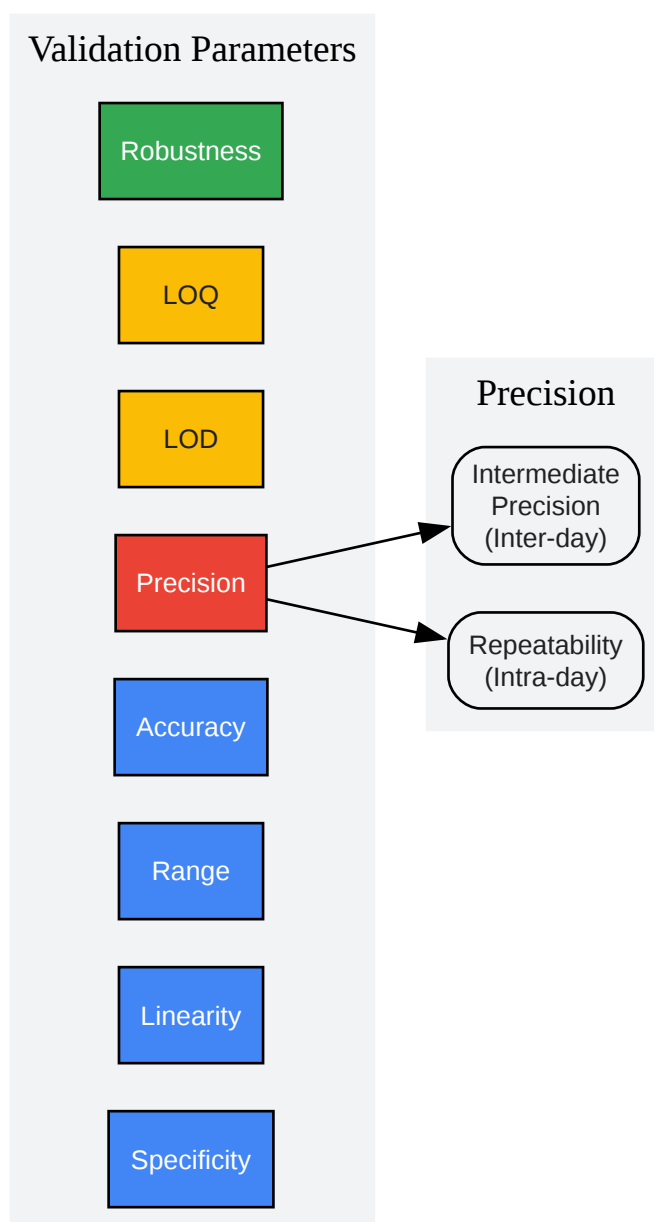 Validation Parameters
Robustness
LOQ
LOD
Precision
Accuracy
Range
Linearity
Specificity
Precision
Intermediate
Precision
(Inter-day)
Repeatability
(Intra-day)